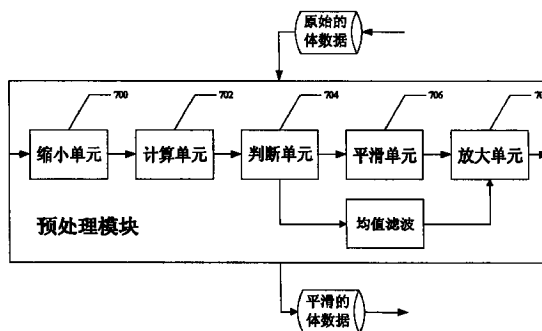 原始的
体数据
700
702
704
706
缩小单元
计算单元
判断单元
平滑单元
放大单元
预处理模块
均值滤波
平滑的
体数据